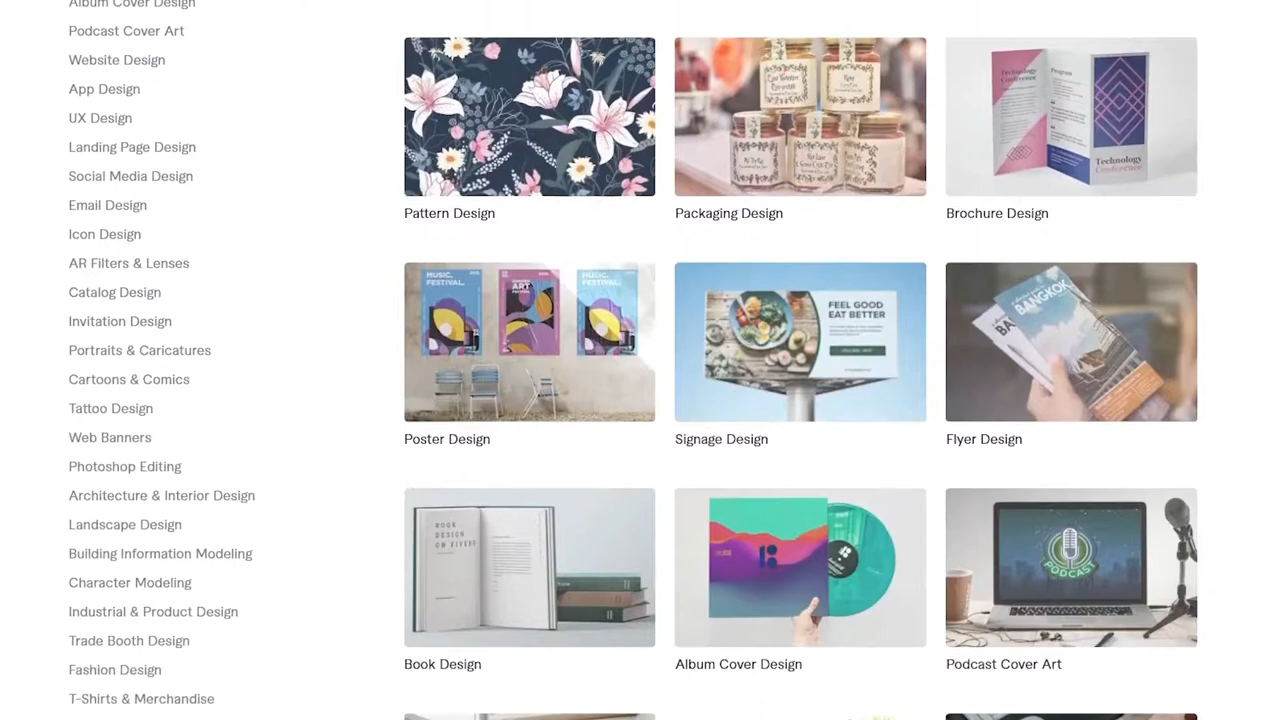 Album Cover Design
Podcast Cover Art
Website Design
App Design
UX Design
Landing Page Design
Social Media Design
Email Design
Icon Design
AR Filters & Lenses
Catalog Design
Invitation Design
Portraits & Caricatures
Cartoons & Comics
Tattoo Design
Web Banners
Photoshop Editing
Architecture & Interior Design
Landscape Design
Building Information Modeling
Character Modeling
Industrial & Product Design
Trade Booth Design
Fashion Design
T-Shirts & Merchandise
Technology
Conference
Program
Technology
Conference
Pattern Design
Packaging Design
Brochure Design
MUSIC.
FESTIVAL.
ART
MUSIC.
FESTIVAL.
FEEL GOOD
EAT BETTER
BANGKOK
Poster Design
Signage Design
Flyer Design
BOOK
DESIGN
ON FIVERR
PODCAST
Book Design
Album Cover Design
Podcast Cover Art